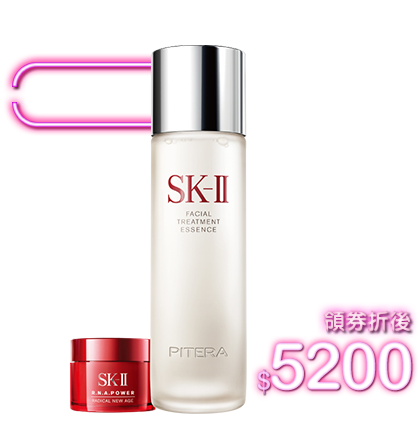 SK-II
FACIAL
TREATMENT
ESSENCE
PITERA
SK-II
R.N.A.POWER
RADICAL NEW AGE
領券折後
$5200